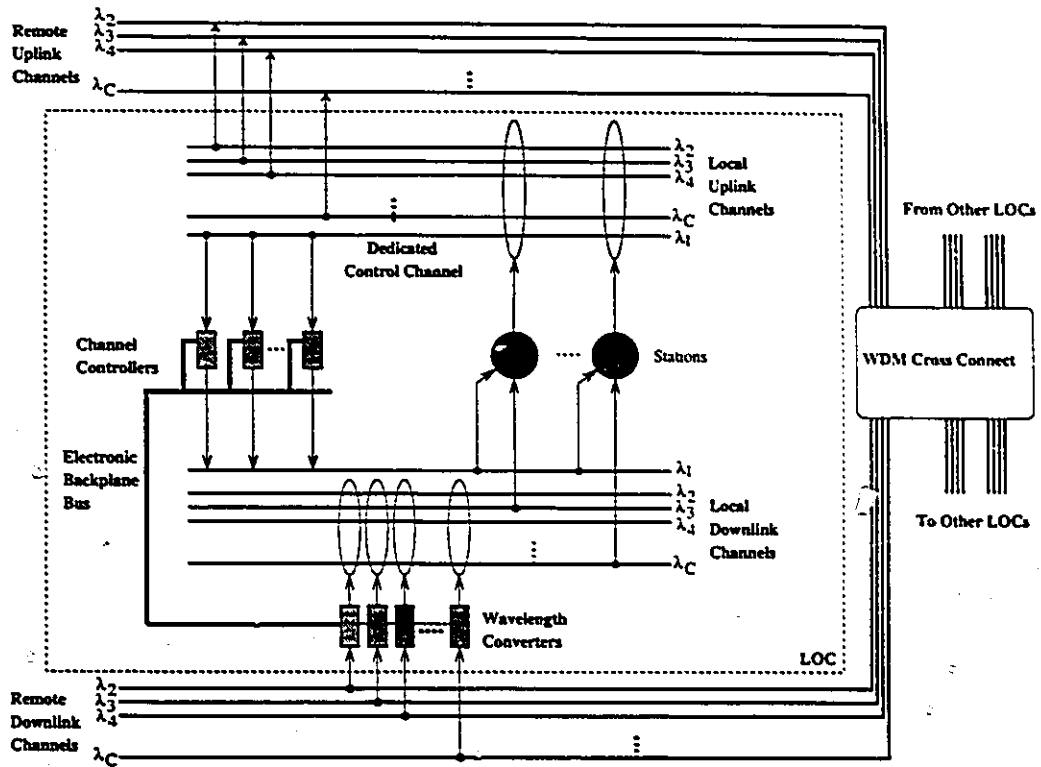 λ2
λ3
λ4
λC
Remote
Uplink
Channels
λ2
λ3
λ4
λC
λ1
Local
Uplink
Channels
Dedicated
Control Channel
From Other LOCs
Channel
Controllers
Stations
WDM Cross Connect
Electronic
Backplane
Bus
λ1
λ2
λ3
λ4
λC
Local
Downlink
Channels
To Other LOCs
Wavelength
Converters
LOC
λ2
λ3
λ4
λC
Remote
Downlink
Channels